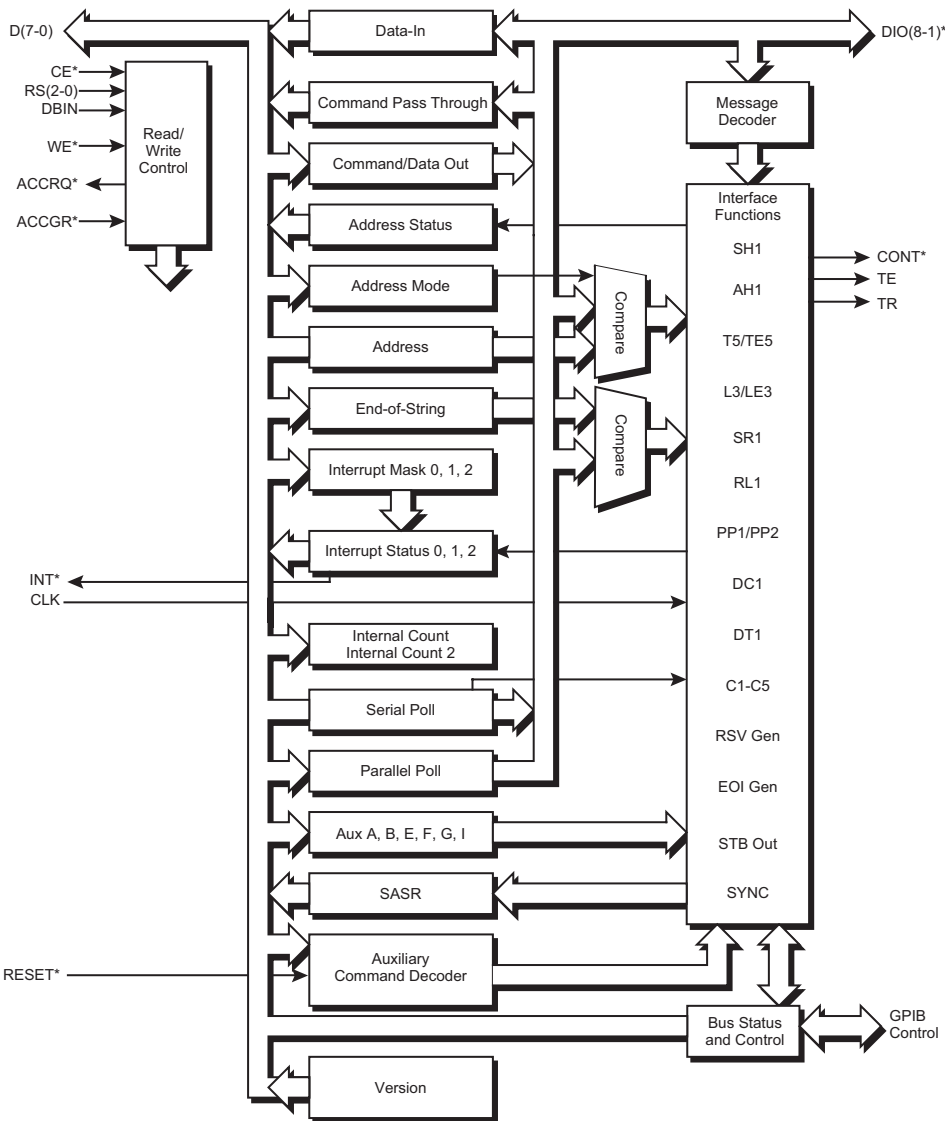 D(7-0)
CE*
RS(2-0)
DBIN
WE*
ACCRQ*
ACCGR*
Read/
Write
Control
INT*
CLK
RESET*
Data-In
Command Pass Through
Command/Data Out
Address Status
Address Mode
Address
End-of-String
Interrupt Mask 0, 1, 2
Interrupt Status 0, 1, 2
Internal Count
Internal Count 2
Serial Poll
Parallel Poll
Aux A, B, E, F, G, I
SASR
Auxiliary
Command Decoder
Version
Compare
Compare
DIO(8-1)*
Message
Decoder
Interface
Functions
SH1
AH1
T5/TE5
L3/LE3
SR1
RL1
PP1/PP2
DC1
DT1
C1-C5
RSV Gen
EOI Gen
STB Out
SYNC
CONT*
TE
TR
Bus Status
and Control
GPIB
Control